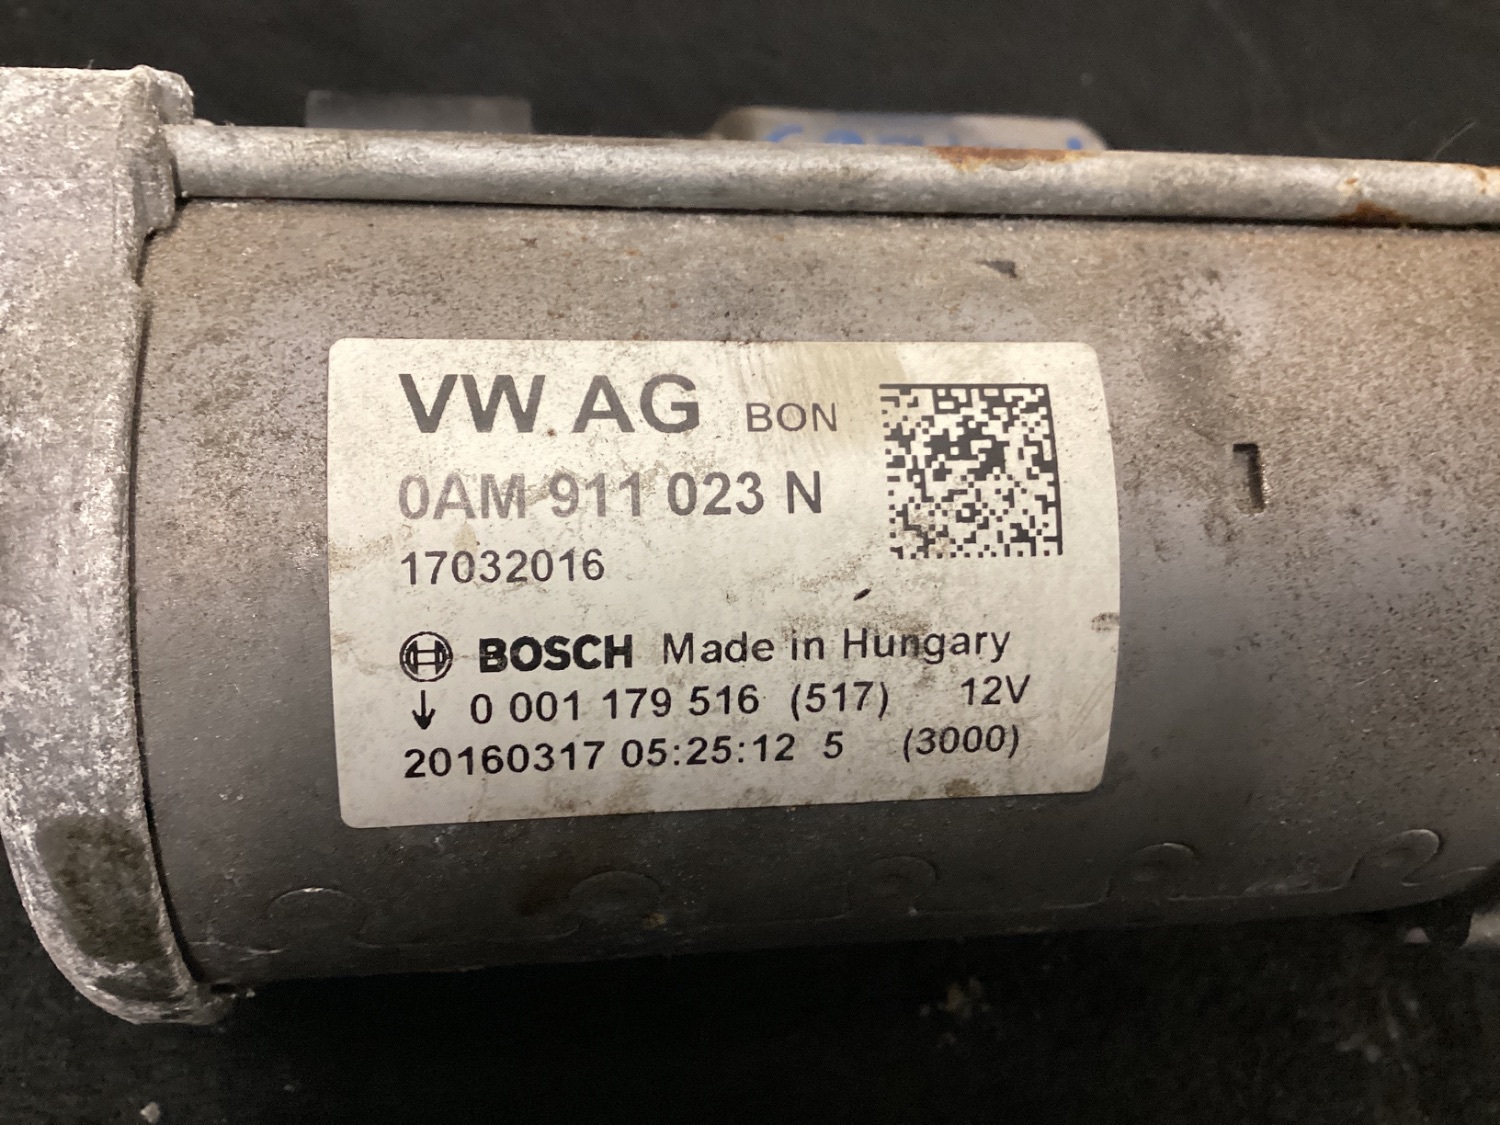 VW AG BON
0AM 911 023 N
17032016
BOSCH Made in Hungary
↓ 0 001 179 516 (517) 12V
20160317 05:25:12 5 (3000)